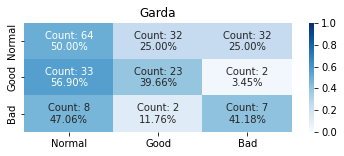 Garda
Normal
Count: 64
50.00%
Count: 32
25.00%
Count: 32
25.00%
Good
Count: 33
56.90%
Count: 23
39.66%
Count: 2
3.45%
Bad
Count: 8
47.06%
Count: 2
11.76%
Count: 7
41.18%
Normal
Good
Bad
1.0
0.8
0.6
0.4
0.2
0.0